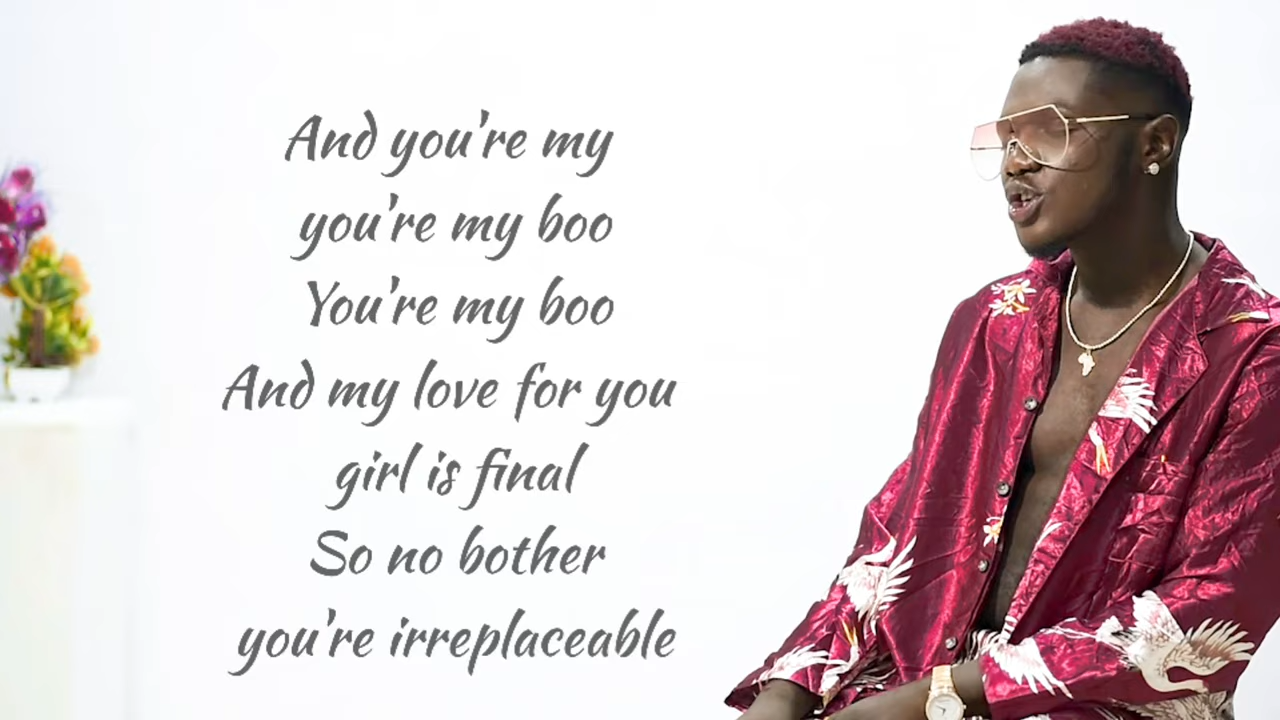 And you're my
you're my boo
You're my boo
And my love for you
girl is final
So no bother
you're irreplaceable